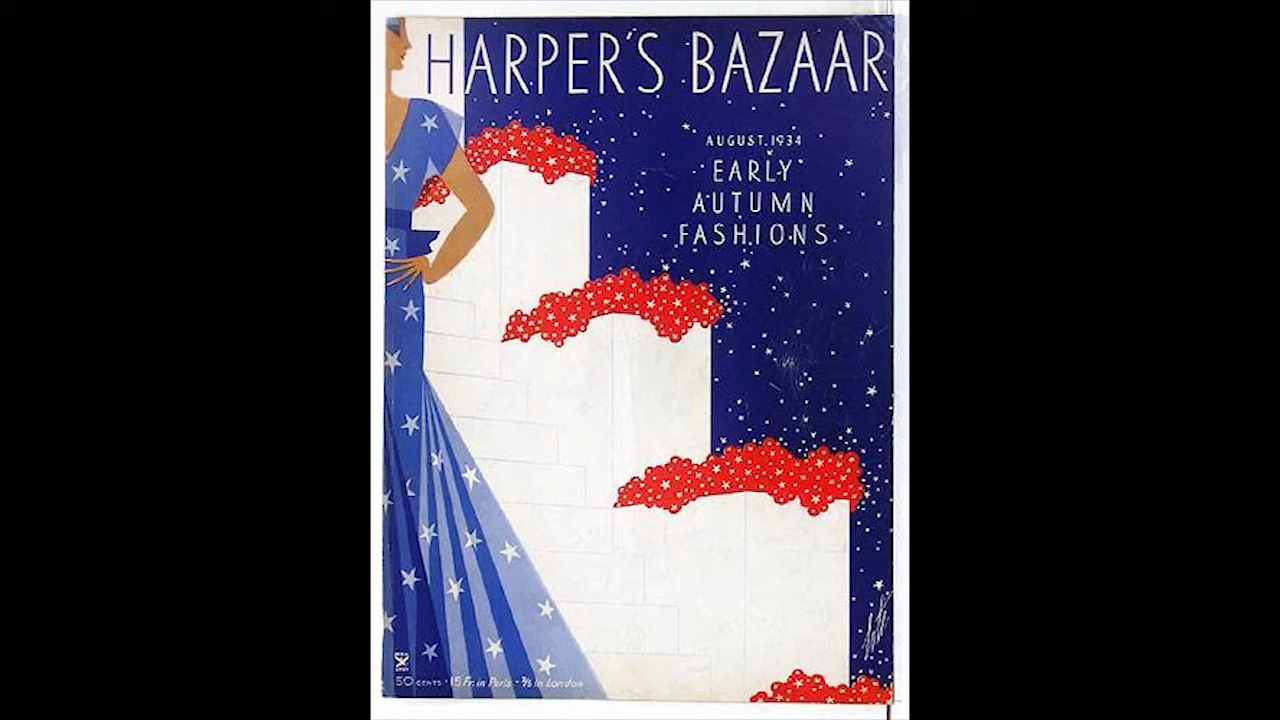 HARPER'S BAZAAR
AUGUST. 1934
EARLY
AUTUMN
FASHIONS
50 CENTS · 15 Fr. in Paris - 2/6 in London